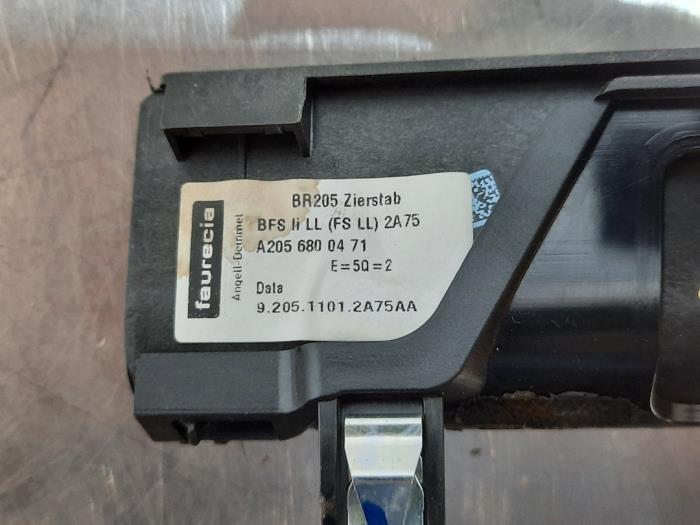 faurecia
Angell-Demmel
BR205 Zierstab
BFS li LL (FS LL) 2A75
A205 680 04 71
E=5Q=2
Data
9.205.1101.2A75AA